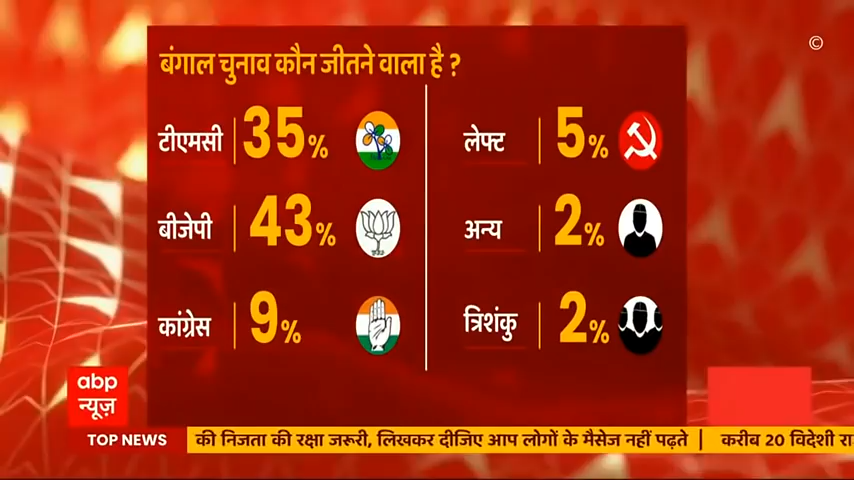 ©
बंगाल चुनाव कौन जीतने वाला है ?
टीएमसी 35%
बीजेपी 43%
कांग्रेस 9%
लेफ्ट 5%
अन्य 2%
त्रिशंकु 2%
abp
न्यूज़
TOP NEWS की निजता की रक्षा जरूरी, लिखकर दीजिए आप लोगों के मैसेज नहीं पढ़ते | करीब 20 विदेशी रा